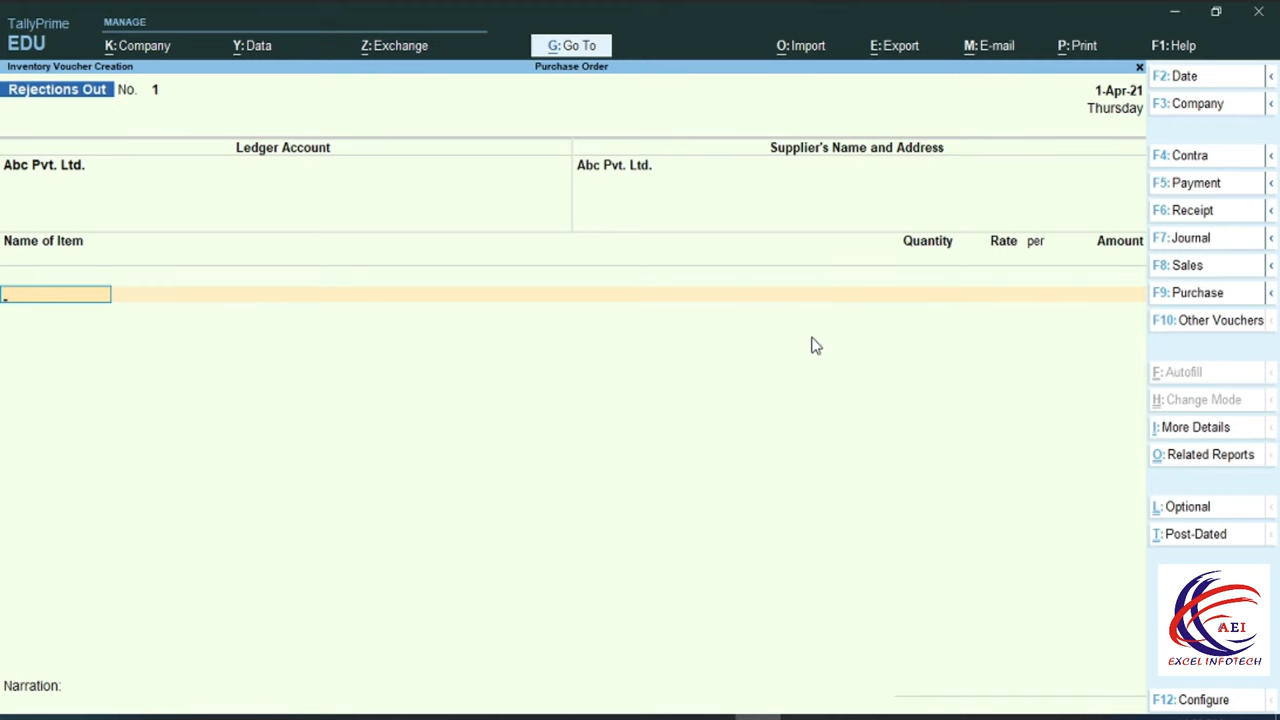 TallyPrime
EDU
MANAGE
K: Company
Y: Data
Z: Exchange
G: Go To
O: Import
E: Export
M: E-mail
P: Print
F1: Help
Inventory Voucher Creation
Purchase Order
x
Rejections Out No. 1
1-Apr-21
Thursday
Ledger Account
Supplier's Name and Address
Abc Pvt. Ltd.
Abc Pvt. Ltd.
Name of Item
Quantity
Rate per
Amount
Narration:
F2: Date
F3: Company
F4: Contra
F5: Payment
F6: Receipt
F7: Journal
F8: Sales
F9: Purchase
F10: Other Vouchers
F: Autofill
H: Change Mode
I: More Details
O: Related Reports
L: Optional
T: Post-Dated
AEI
EXCEL INFOTECH
F12: Configure